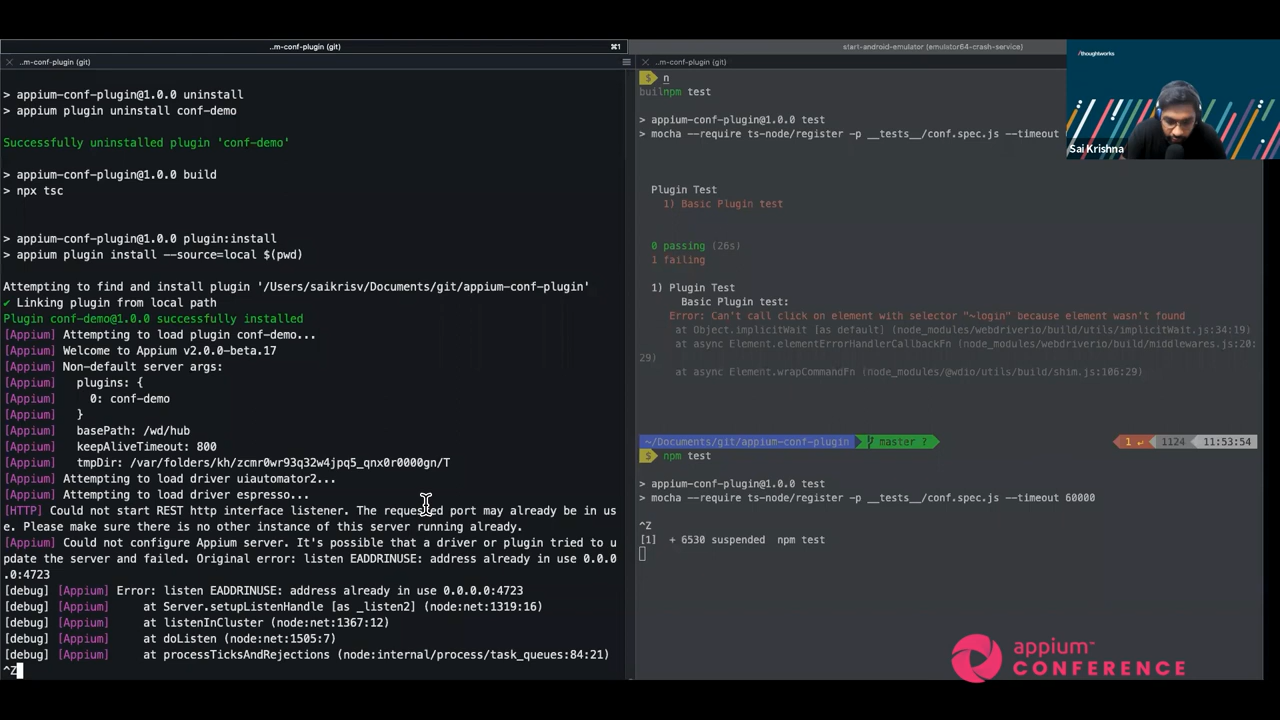 ..m-conf-plugin (git)
⌘1
..m-conf-plugin (git)
> appium-conf-plugin@1.0.0 uninstall
> appium plugin uninstall conf-demo
Successfully uninstalled plugin 'conf-demo'
> appium-conf-plugin@1.0.0 build
> npx tsc
> appium-conf-plugin@1.0.0 plugin:install
> appium plugin install --source=local $(pwd)
Attempting to find and install plugin '/Users/saikrisv/Documents/git/appium-conf-plugin'
✔ Linking plugin from local path
Plugin conf-demo@1.0.0 successfully installed
[Appium] Attempting to load plugin conf-demo...
[Appium] Welcome to Appium v2.0.0-beta.17
[Appium] Non-default server args:
[Appium]   plugins: {
[Appium]     0: conf-demo
[Appium]   }
[Appium]   basePath: /wd/hub
[Appium]   keepAliveTimeout: 800
[Appium]   tmpDir: /var/folders/kh/zcmr0wr93q32w4jpq5_qnx0r0000gn/T
[Appium] Attempting to load driver uiautomator2...
[Appium] Attempting to load driver espresso...
[HTTP] Could not start REST http interface listener. The requested port may already be in us
e. Please make sure there is no other instance of this server running already.
[Appium] Could not configure Appium server. It's possible that a driver or plugin tried to u
pdate the server and failed. Original error: listen EADDRINUSE: address already in use 0.0.0
.0:4723
[debug] [Appium] Error: listen EADDRINUSE: address already in use 0.0.0.0:4723
[debug] [Appium]     at Server.setupListenHandle [as _listen2] (node:net:1319:16)
[debug] [Appium]     at listenInCluster (node:net:1367:12)
[debug] [Appium]     at doListen (node:net:1505:7)
[debug] [Appium]     at processTicksAndRejections (node:internal/process/task_queues:84:21)
^Z
start-android-emulator (emulator64-crash-service)
..m-conf-plugin (git)
$ n
builnpm test
> appium-conf-plugin@1.0.0 test
> mocha --require ts-node/register -p __tests__/conf.spec.js --timeout
Plugin Test
1) Basic Plugin test
0 passing (26s)
1 failing
1) Plugin Test
Basic Plugin test:
Error: Can't call click on element with selector "~login" because element wasn't found
at Object.implicitWait [as default] (node_modules/webdriverio/build/utils/implicitWait.js:34:19)
at async Element.elementErrorHandlerCallbackFn (node_modules/webdriverio/build/middlewares.js:20:
29)
at async Element.wrapCommandFn (node_modules/@wdio/utils/build/shim.js:106:29)
~/Documents/git/appium-conf-plugin master ? 1 ↵ 1124 11:53:54
$ npm test
> appium-conf-plugin@1.0.0 test
> mocha --require ts-node/register -p __tests__/conf.spec.js --timeout 60000
^Z
[1]  + 6530 suspended  npm test
/thoughtworks
Sai Krishna
appium™
CONFERENCE